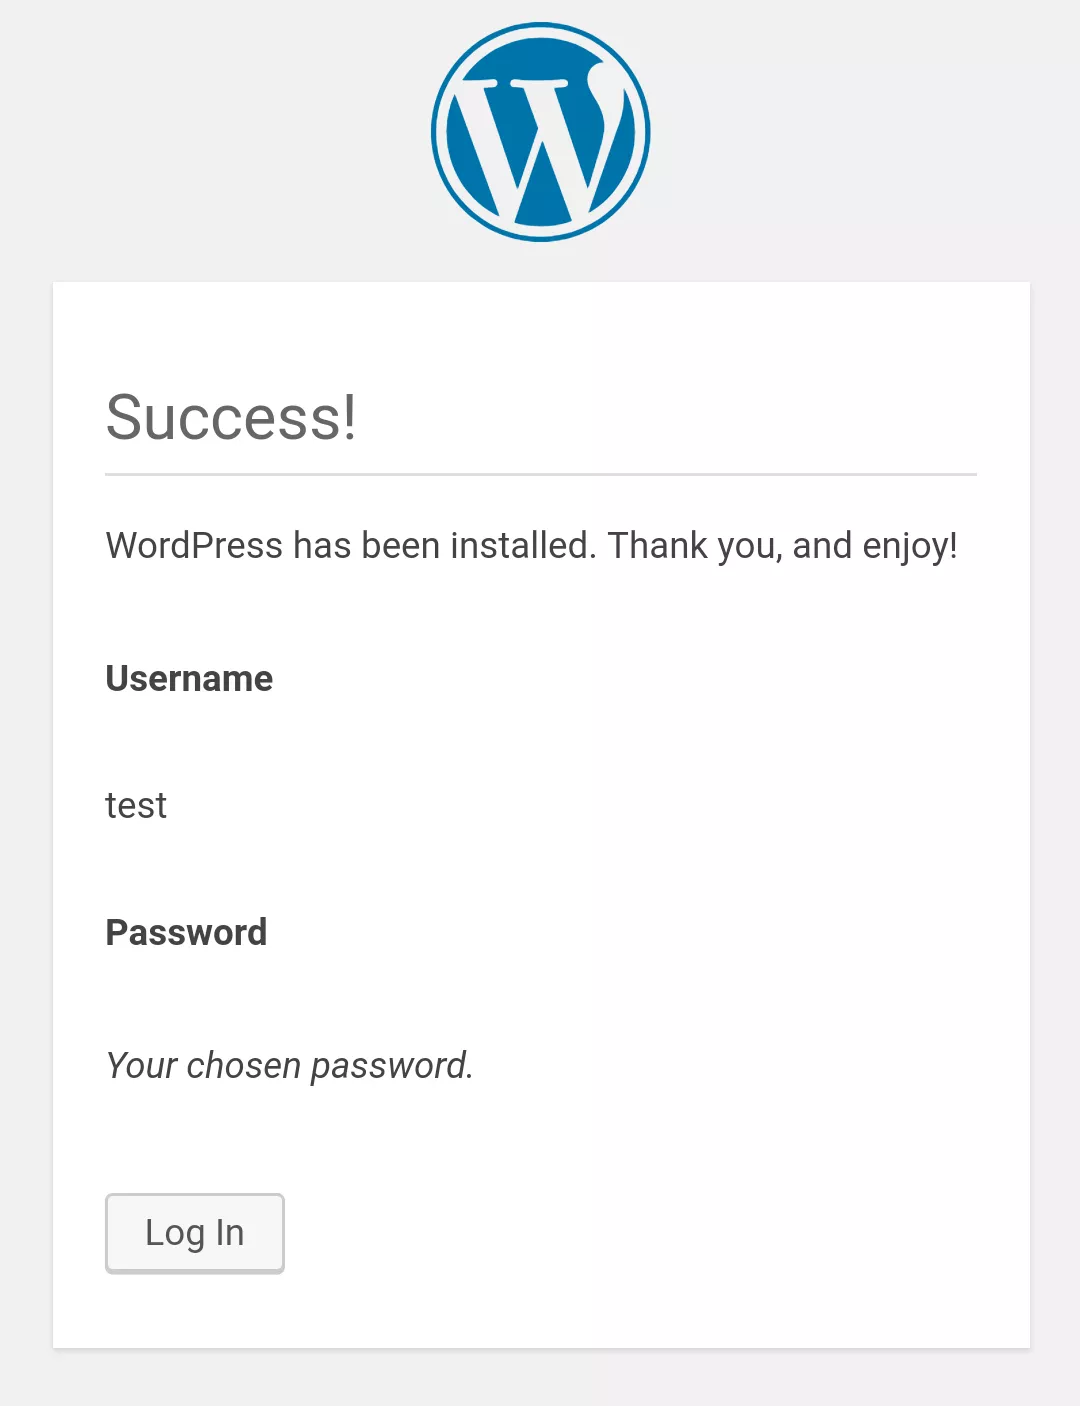 Success!
WordPress has been installed. Thank you, and enjoy!
Username
test
Password
Your chosen password.
Log In